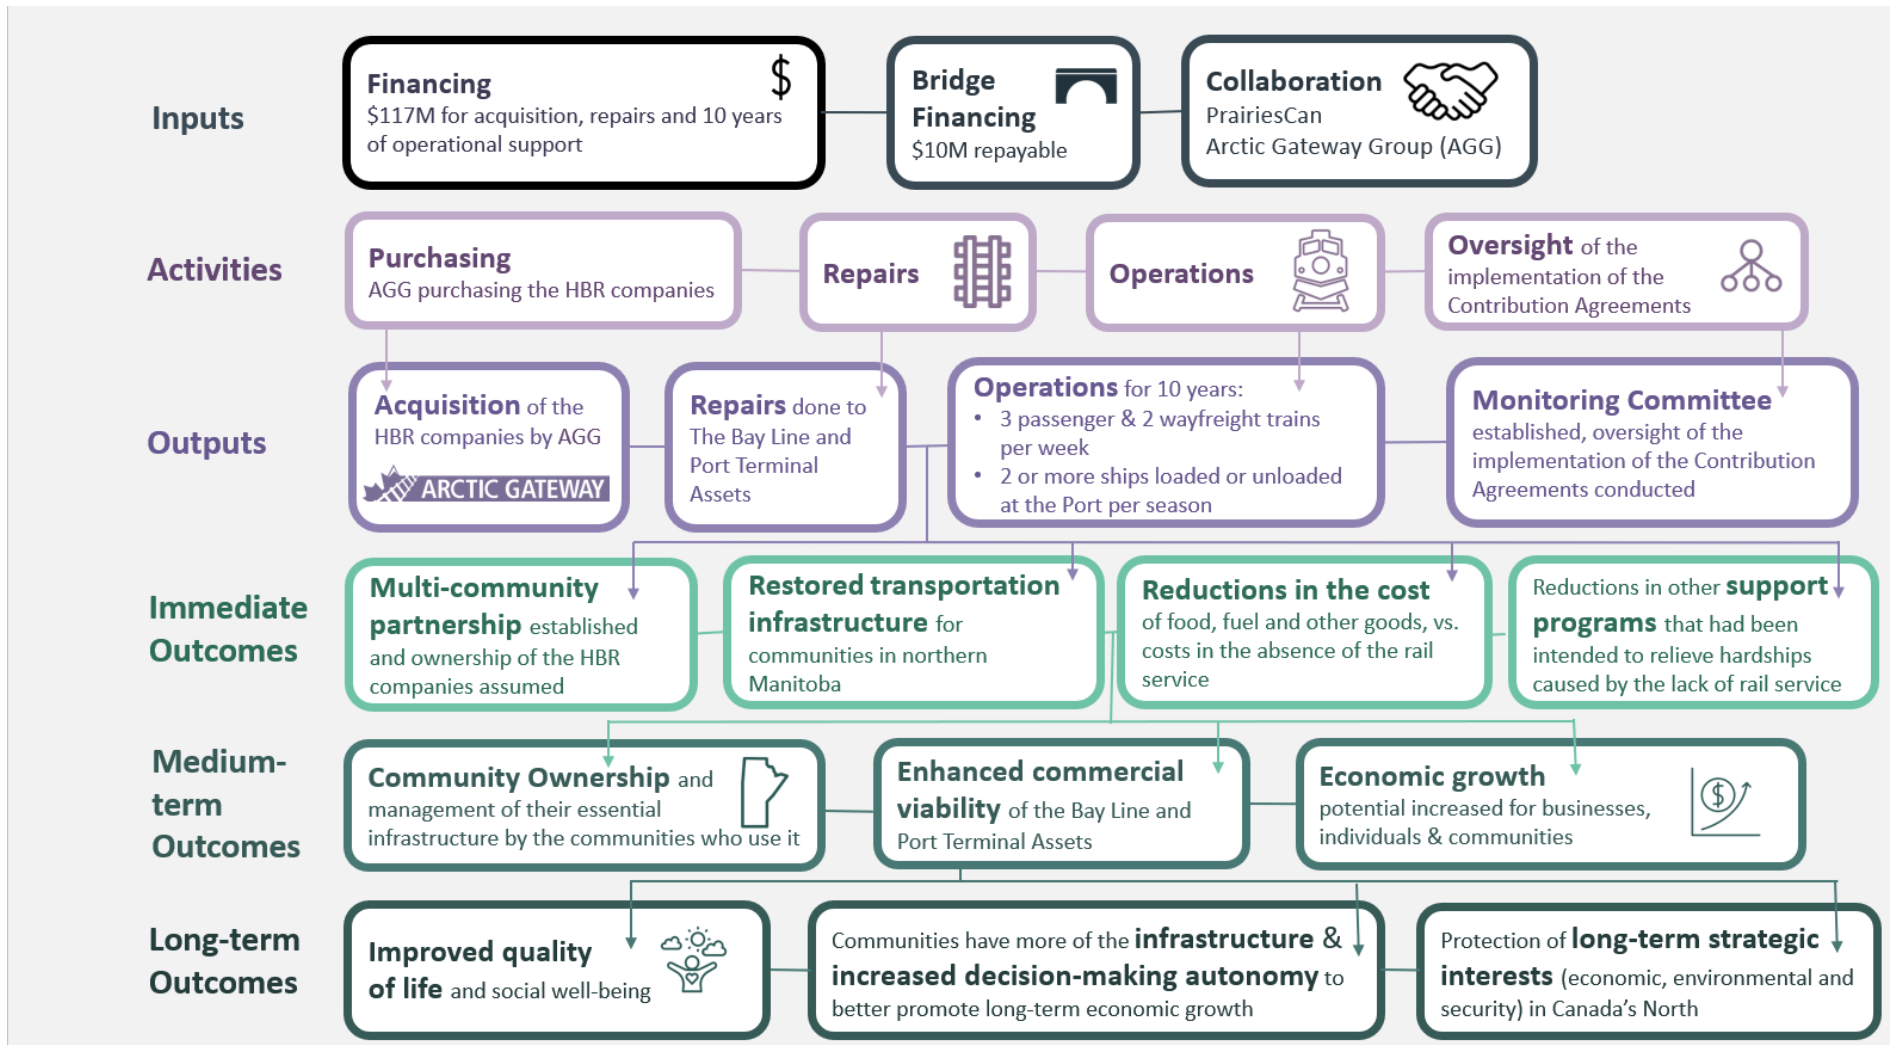 Inputs
Financing
$117M for acquisition, repairs and 10 years
of operational support
$
Bridge
Financing
$10M repayable
Collaboration
PrairiesCan
Arctic Gateway Group (AGG)
Activities
Purchasing
AGG purchasing the HBR companies
Repairs
Operations
Oversight of the
implementation of the
Contribution Agreements
Outputs
Acquisition of the
HBR companies by AGG
ARCTIC GATEWAY
Repairs done to
The Bay Line and
Port Terminal
Assets
Operations for 10 years:
• 3 passenger & 2 wayfreight trains
per week
• 2 or more ships loaded or unloaded
at the Port per season
Monitoring Committee
established, oversight of the
implementation of the Contribution
Agreements conducted
Immediate
Outcomes
Multi-community
partnership established
and ownership of the HBR
companies assumed
Restored transportation
infrastructure for
communities in northern
Manitoba
Reductions in the cost
of food, fuel and other goods, vs.
costs in the absence of the rail
service
Reductions in other support
programs that had been
intended to relieve hardships
caused by the lack of rail service
Medium-
term
Outcomes
Community Ownership and
management of their essential
infrastructure by the communities who use it
Enhanced commercial
viability of the Bay Line and
Port Terminal Assets
Economic growth
potential increased for businesses,
individuals & communities
$
Long-term
Outcomes
Improved quality
of life and social well-being
Communities have more of the infrastructure &
increased decision-making autonomy to
better promote long-term economic growth
Protection of long-term strategic
interests (economic, environmental and
security) in Canada's North